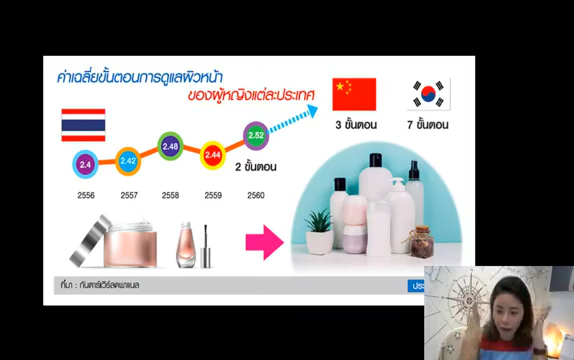 ค่าเฉลี่ยขั้นตอนการดูแลผิวหน้า
ของผู้หญิงแต่ละประเทศ
3 ขั้นตอน
7 ขั้นตอน
2.4
2.42
2.48
2.44
2.52
2 ขั้นตอน
2556
2557
2558
2559
2560
ที่มา : กันตาร์เวิร์ลดพาแนล